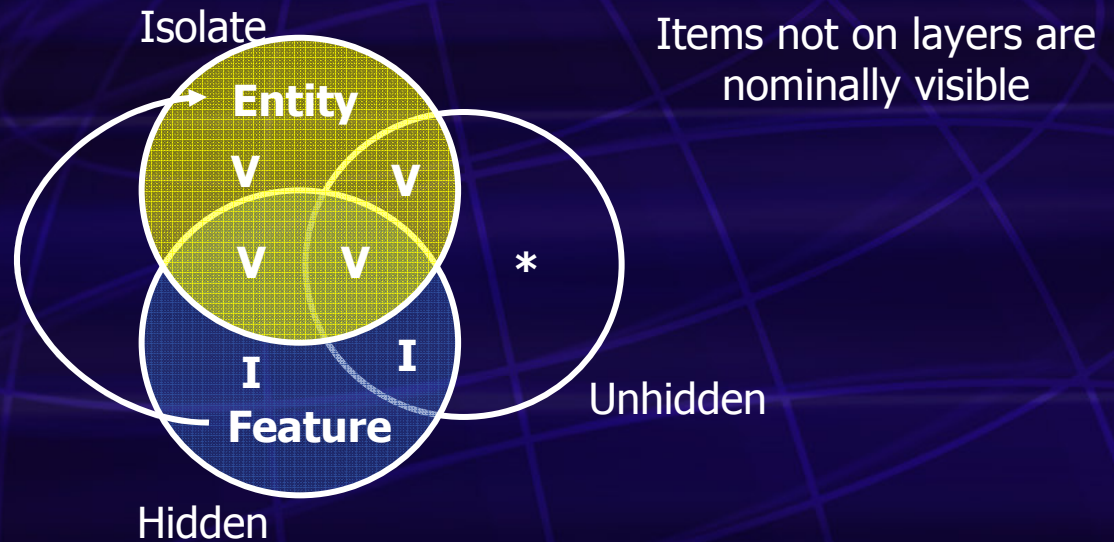 Isolate
Items not on layers are
nominally visible
Entity
V
V
V
V
*
I
I
Unhidden
Feature
Hidden